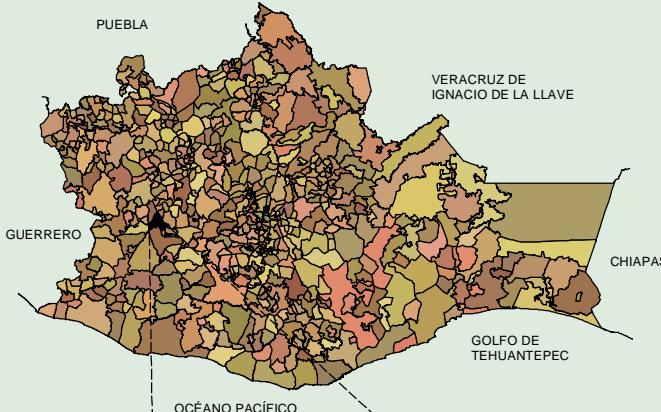 PUEBLA
VERACRUZ DE
IGNACIO DE LA LLAVE
GUERRERO
CHIAPAS
GOLFO DE
TEHUANTEPEC
OCÉANO PACÍFICO